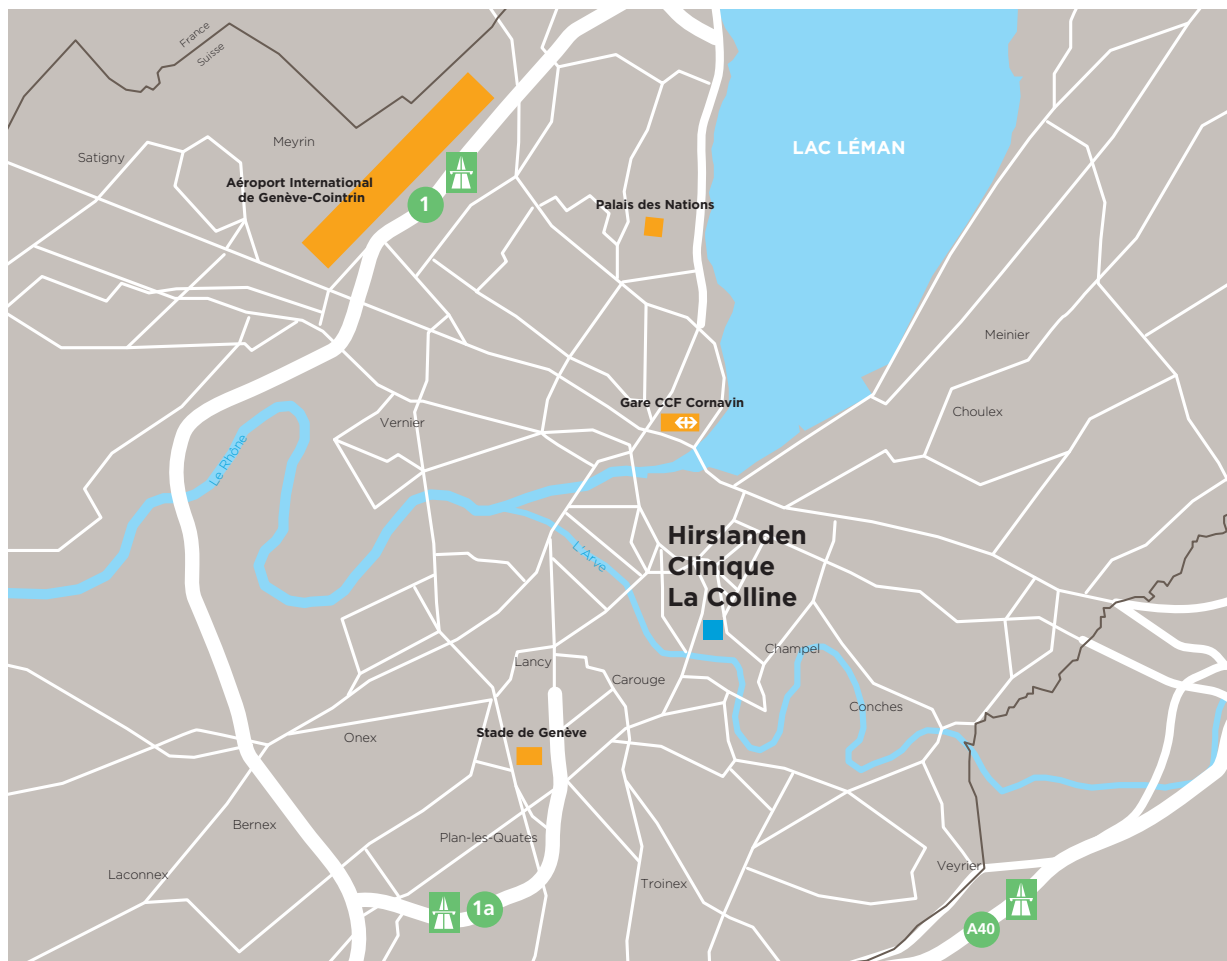 France
Suisse
Meyrin
Satigny
LAC LÉMAN
Aéroport International
de Genève-Cointrin
1
Palais des Nations
Meinier
Gare CCF Cornavin
Choulex
Vernier
Le Rhône
Hirslanden
Clinique
La Colline
L'Arve
Champel
Lancy
Carouge
Conches
Stade de Genève
Onex
Bernex
Plan-les-Quates
Veyrier
Laconnex
Troinex
1a
A40